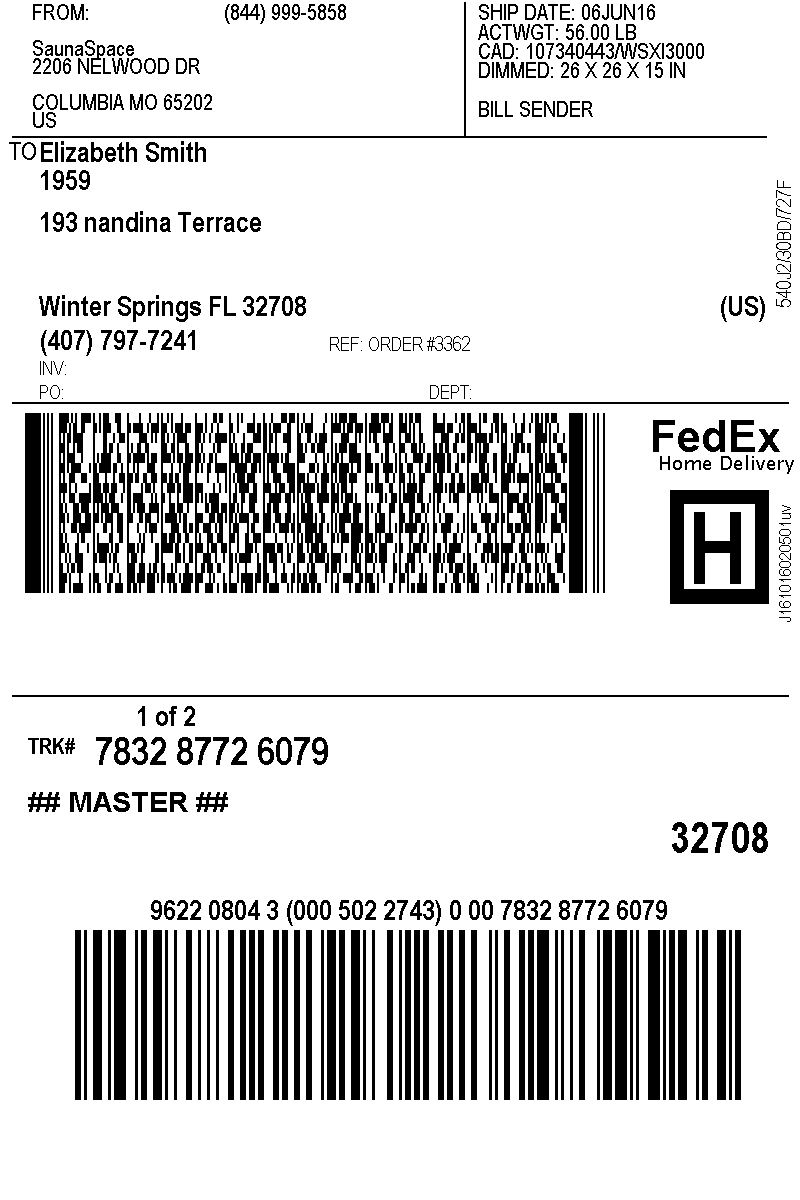 FROM: (844) 999-5858
SaunaSpace
2206 NELWOOD DR
COLUMBIA MO 65202
US
SHIP DATE: 06JUN16
ACTWGT: 56.00 LB
CAD: 107340443/WSXI3000
DIMMED: 26 X 26 X 15 IN
BILL SENDER
TO Elizabeth Smith
1959
193 nandina Terrace
Winter Springs FL 32708 (US)
(407) 797-7241 REF: ORDER #3362
INV:
PO: DEPT:
540J2/30BD/727F
FedEx
Home Delivery
H
J161016020501uv
1 of 2
TRK# 7832 8772 6079
## MASTER ##
32708
9622 0804 3 (000 502 2743) 0 00 7832 8772 6079